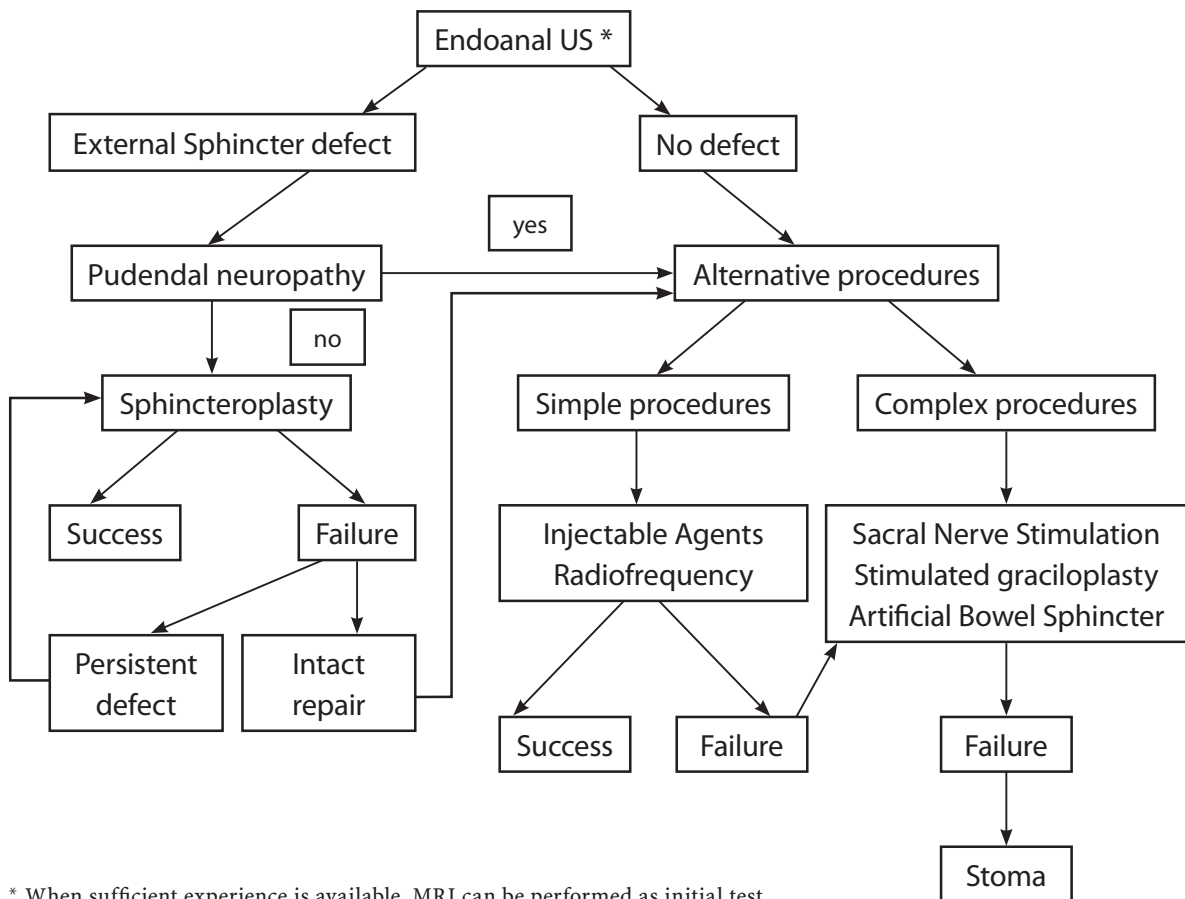 Endoanal US *
External Sphincter defect
No defect
yes
Pudendal neuropathy
Alternative procedures
no
Sphincteroplasty
Simple procedures
Complex procedures
Success
Failure
Injectable Agents
Radiofrequency
Sacral Nerve Stimulation
Stimulated graciloplasty
Artificial Bowel Sphincter
Persistent
defect
Intact
repair
Success
Failure
Failure
Stoma
* When sufficient experience is available, MRI can be performed as initial test